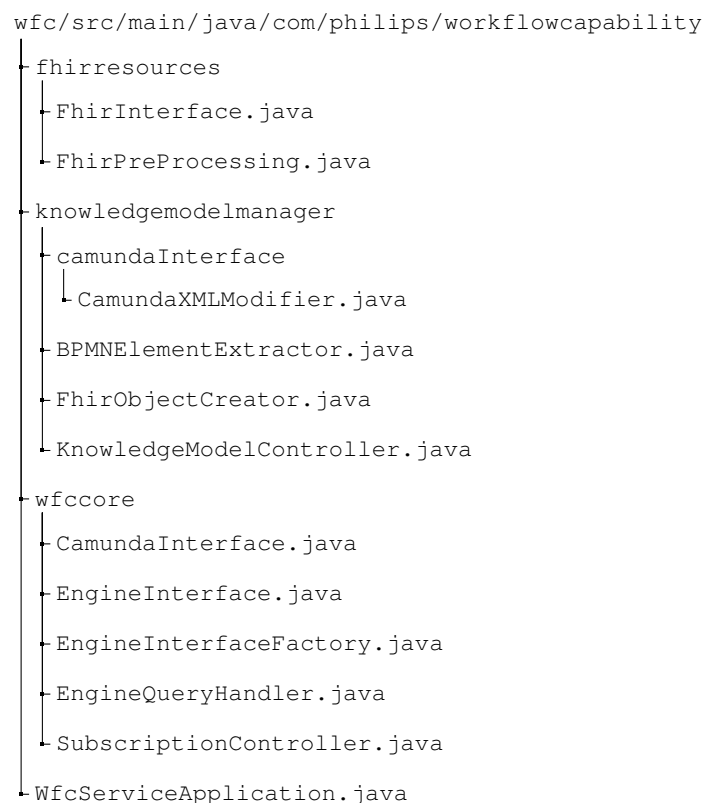 wfc/src/main/java/com/philips/workflowcapability
fhirresources
FhirInterface.java
FhirPreProcessing.java
knowledgemodelmanager
camundaInterface
CamundaXMLModifier.java
BPMNElementExtractor.java
FhirObjectCreator.java
KnowledgeModelController.java
wfccore
CamundaInterface.java
EngineInterface.java
EngineInterfaceFactory.java
EngineQueryHandler.java
SubscriptionController.java
WfcServiceApplication.java